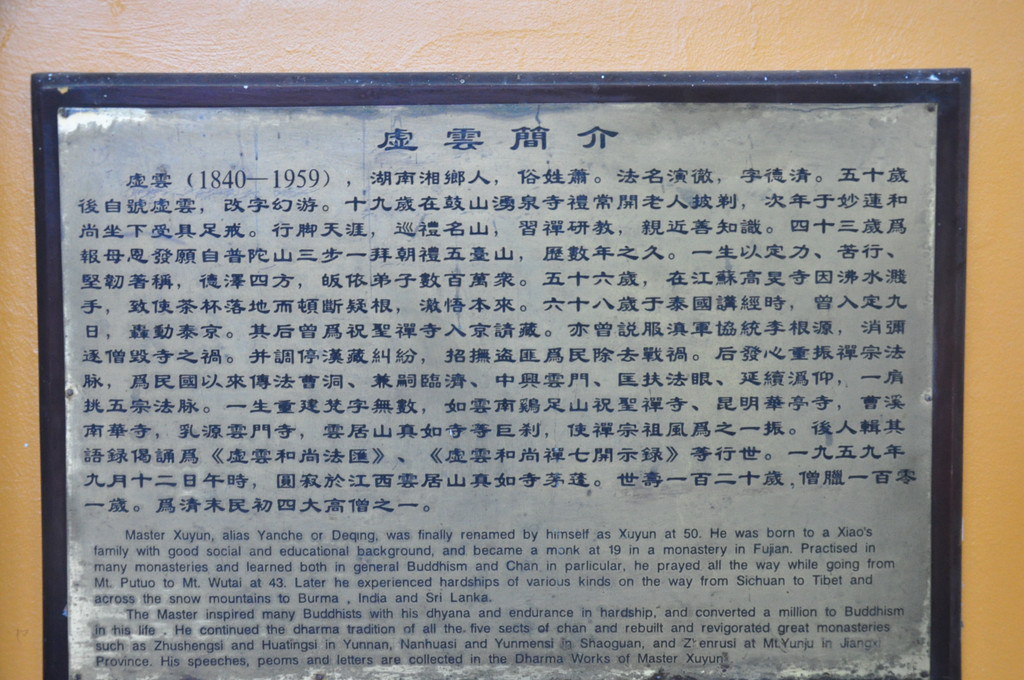 虛雲簡介
虛雲（1840—1959），湖南湘鄉人，俗姓蕭。法名演徹，字德清。五十歲
後自號虛雲，改字幻游。十九歲在鼓山湧泉寺禮常開老人披剃，次年于妙蓮和
尚坐下受具足戒。行脚天涯，巡禮名山，習禪研教，親近善知識。四十三歲爲
報母恩發願自普陀山三步一拜朝禮五臺山，歷數年之久。一生以定力、苦行、
堅韌著稱，德澤四方，皈依弟子數百萬衆。五十六歲，在江蘇高旻寺因沸水濺
手，致使茶杯落地而頓斷疑根，澈悟本來。六十八歲于泰國講經時，曾入定九
日，轟動泰京。其后曾爲祝聖禪寺入京請藏。亦曾説服滇軍協統李根源，消彌
逐僧毀寺之禍。并調停漢藏糾紛，招撫盗匪爲民除去戰禍。后發心重振禪宗法
脉，爲民國以來傳法曹洞、兼嗣臨濟、中興雲門、匡扶法眼、延續溈仰，一肩
挑五宗法脉。一生重建梵字無數，如雲南鷄足山祝聖禪寺、昆明華亭寺，曹溪
南華寺，乳源雲門寺，雲居山真如寺等巨刹，使禪宗祖風爲之一振。後人輯其
語録偈誦爲《虛雲和尚法匯》、《虛雲和尚禪七開示録》等行世。一九五九年
九月十二日午時，圓寂於江西雲居山真如寺茅蓬。世壽一百二十歲，僧臘一百零
一歲。爲清末民初四大高僧之一。
Master Xuyun, alias Yanche or Deqing, was finally renamed by himself as Xuyun at 50. He was born to a Xiao's
family with good social and educational background, and became a monk at 19 in a monastery in Fujian. Practised in
many monasteries and learned both in general Buddhism and Chan in parlicular, he prayed all the way while going from
Mt. Putuo to Mt. Wutai at 43. Later he experienced hardships of various kinds on the way from Sichuan to Tibet and
across the snow mountains to Burma , India and Sri Lanka.
The Master inspired many Buddhists with his dhyana and endurance in hardship, and converted a million to Buddhism
in his life . He continued the dharma tradition of all the five sects of chan and rebuilt and revigorated great monasteries
such as Zhushengsi and Huatingsi in Yunnan, Nanhuasi and Yunmensi in Shaoguan, and Zhenrusi at Mt.Yunju in Jiangxi
Province. His speeches, peoms and letters are collected in the Dharma Works of Master Xuyun.